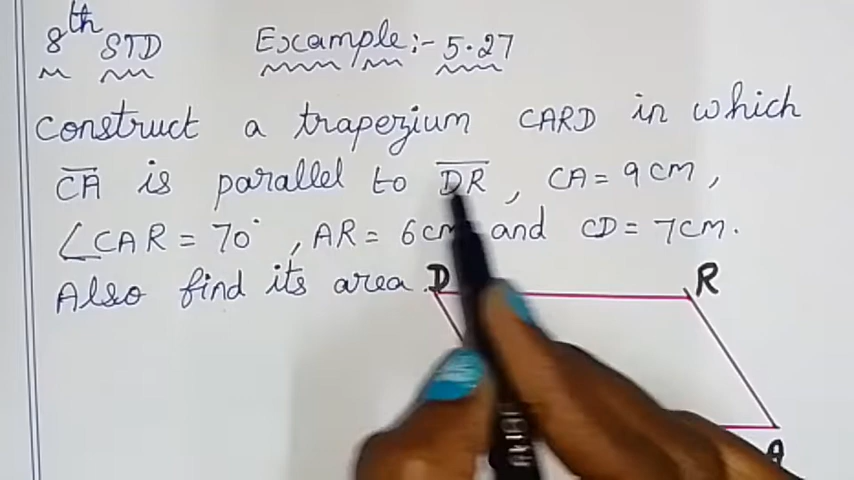 8th STD Example:- 5.27
Construct a trapezium CARD in which
CA is parallel to DR, CA = 9cm,
∠CAR = 70°, AR = 6cm and CD = 7cm.
Also find its area.
D R
A